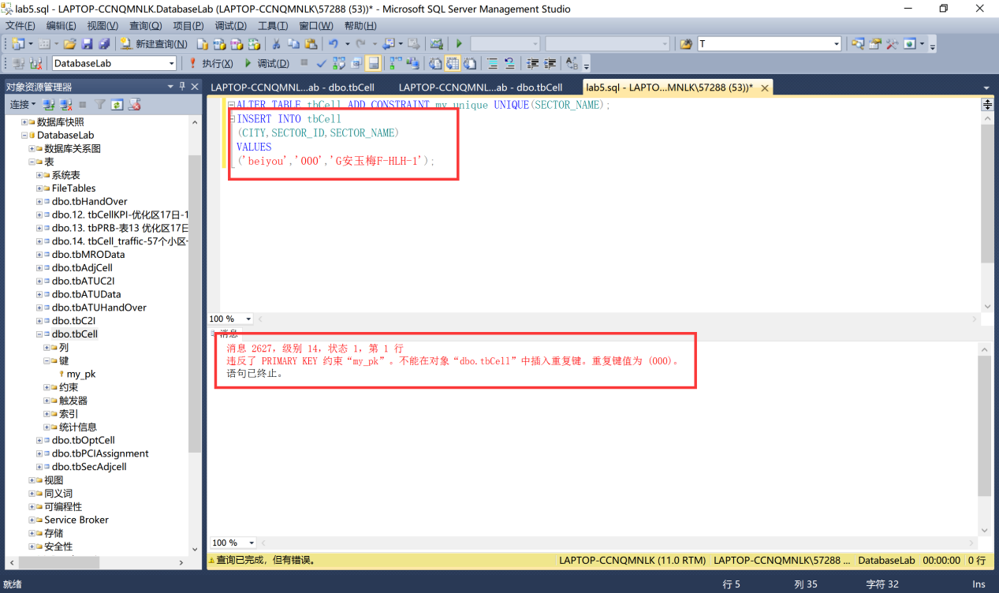 lab5.sql - LAPTOP-CCNQMNLK.DatabaseLab (LAPTOP-CCNQMNLK\57288 (53))* - Microsoft SQL Server Management Studio
文件(F) 编辑(E) 视图(V) 查询(Q) 项目(P) 调试(D) 工具(T) 窗口(W) 帮助(H)
新建查询(N) T
DatabaseLab 执行(X) 调试(D)
对象资源管理器
连接
数据库快照
DatabaseLab
数据库关系图
表
系统表
FileTables
dbo.tbHandOver
dbo.12. tbCellKPI-优化区17日-1
dbo.13. tbPRB-表13 优化区17日
dbo.14. tbCell_traffic-57个小区-
dbo.tbMROData
dbo.tbAdjCell
dbo.tbATUC2I
dbo.tbATUData
dbo.tbATUHandOver
dbo.tbC2I
dbo.tbCell
列
键
my_pk
约束
触发器
索引
统计信息
dbo.tbOptCell
dbo.tbPCIAssignment
dbo.tbSecAdjcell
视图
同义词
可编程性
Service Broker
存储
安全性
LAPTOP-CCNQMNL...ab - dbo.tbCell LAPTOP-CCNQMNL...ab - dbo.tbCell lab5.sql - LAPTO...MNLK\57288 (53))*
ALTER TABLE tbCell ADD CONSTRAINT my_unique UNIQUE(SECTOR_NAME);
INSERT INTO tbCell
(CITY,SECTOR_ID,SECTOR_NAME)
VALUES
('beiyou','000','G安玉梅F-HLH-1');
100 %
消息
消息 2627，级别 14，状态 1，第 1 行
违反了 PRIMARY KEY 约束“my_pk”。不能在对象“dbo.tbCell”中插入重复键。重复键值为 (000)。
语句已终止。
100 %
查询已完成，但有错误。 LAPTOP-CCNQMNLK (11.0 RTM) LAPTOP-CCNQMNLK\57288 ... DatabaseLab 00:00:00 0 行
就绪 行 5 列 35 字符 32 Ins